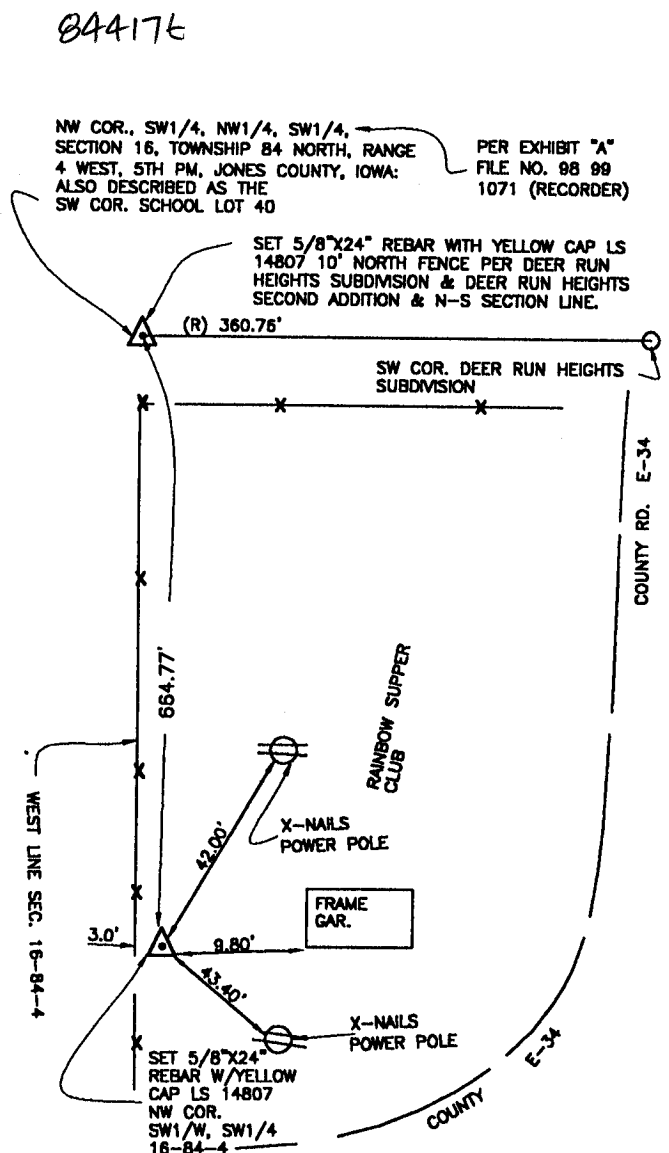 84417t
NW COR., SW1/4, NW1/4, SW1/4,
SECTION 16, TOWNSHIP 84 NORTH, RANGE
4 WEST, 5TH PM, JONES COUNTY, IOWA:
ALSO DESCRIBED AS THE
SW COR. SCHOOL LOT 40
PER EXHIBIT "A"
FILE NO. 98 99
1071 (RECORDER)
SET 5/8"X24" REBAR WITH YELLOW CAP LS
14807 10' NORTH FENCE PER DEER RUN
HEIGHTS SUBDIVISION & DEER RUN HEIGHTS
SECOND ADDITION & N-S SECTION LINE.
(R) 360.76'
SW COR. DEER RUN HEIGHTS
SUBDIVISION
COUNTY RD. E-34
664.77'
RAINBOW SUPPER
CLUB
WEST LINE SEC. 16-84-4
X-NAILS
POWER POLE
42.00'
FRAME
GAR.
3.0'
9.80'
43.40'
X-NAILS
POWER POLE
SET 5/8"X24"
REBAR W/YELLOW
CAP LS 14807
NW COR.
SW1/W, SW1/4
16-84-4
COUNTY E-34